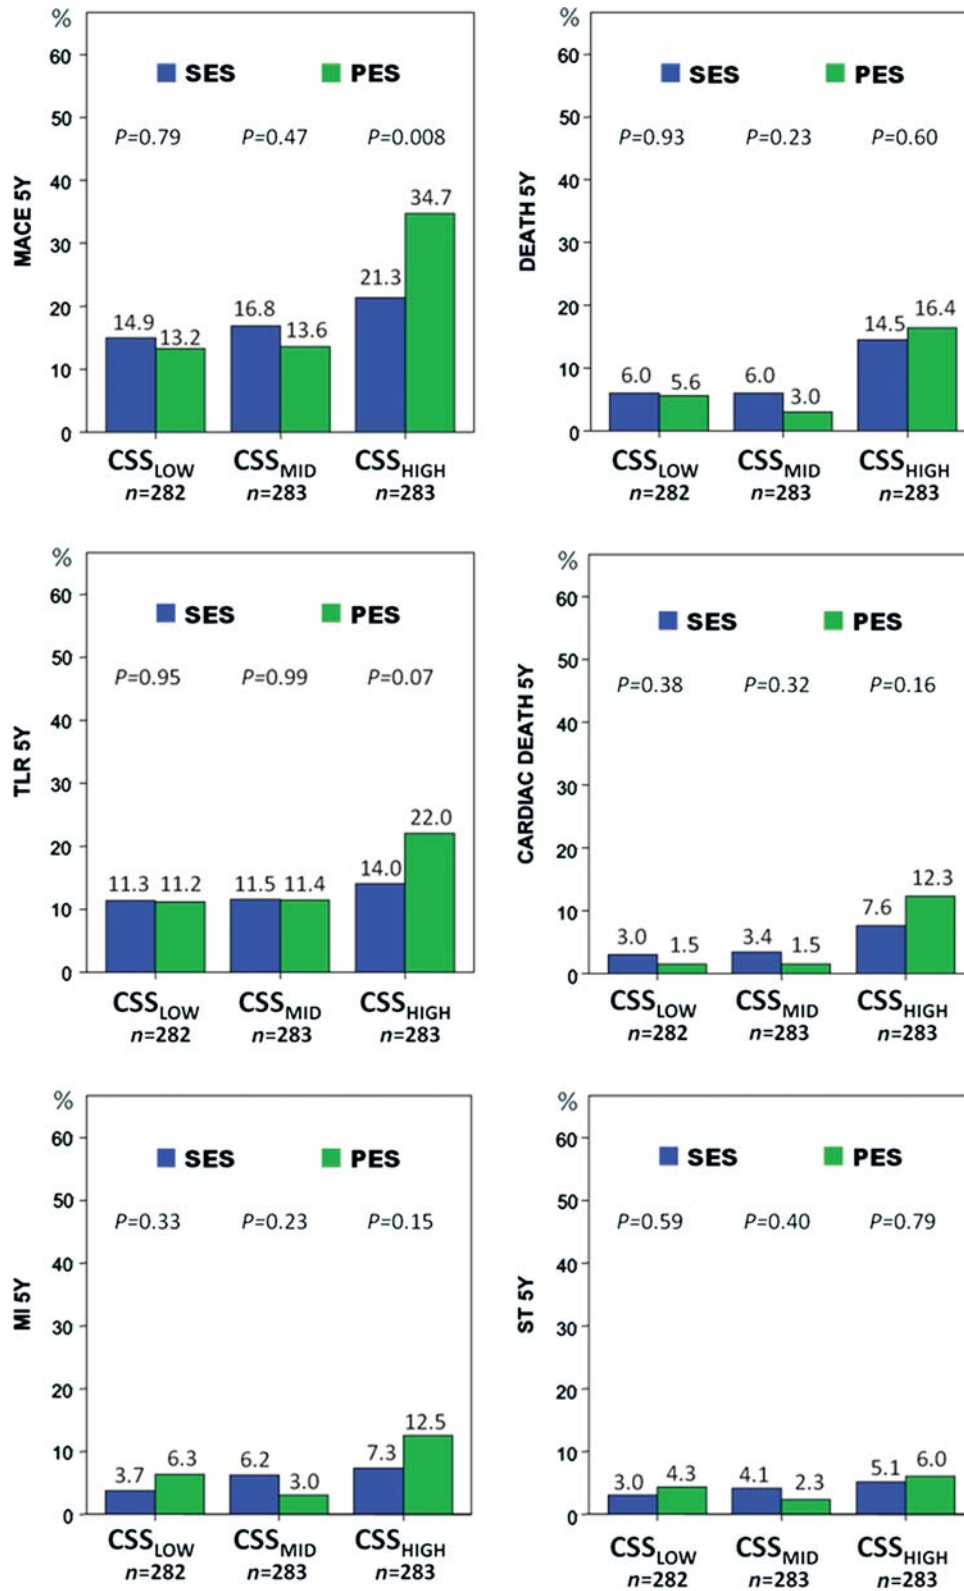 %
60
50
40
30
20
10
0
MACE 5Y
SES PES
P=0.79 P=0.47 P=0.008
14.9 13.2 16.8 13.6 21.3 34.7
CSSLOW CSSMID CSSHIGH
n=282 n=283 n=283
%
60
50
40
30
20
10
0
DEATH 5Y
SES PES
P=0.93 P=0.23 P=0.60
6.0 5.6 6.0 3.0 14.5 16.4
CSSLOW CSSMID CSSHIGH
n=282 n=283 n=283
%
60
50
40
30
20
10
0
TLR 5Y
SES PES
P=0.95 P=0.99 P=0.07
11.3 11.2 11.5 11.4 14.0 22.0
CSSLOW CSSMID CSSHIGH
n=282 n=283 n=283
%
60
50
40
30
20
10
0
CARDIAC DEATH 5Y
SES PES
P=0.38 P=0.32 P=0.16
3.0 1.5 3.4 1.5 7.6 12.3
CSSLOW CSSMID CSSHIGH
n=282 n=283 n=283
%
60
50
40
30
20
10
0
MI 5Y
SES PES
P=0.33 P=0.23 P=0.15
3.7 6.3 6.2 3.0 7.3 12.5
CSSLOW CSSMID CSSHIGH
n=282 n=283 n=283
%
60
50
40
30
20
10
0
ST 5Y
SES PES
P=0.59 P=0.40 P=0.79
3.0 4.3 4.1 2.3 5.1 6.0
CSSLOW CSSMID CSSHIGH
n=282 n=283 n=283